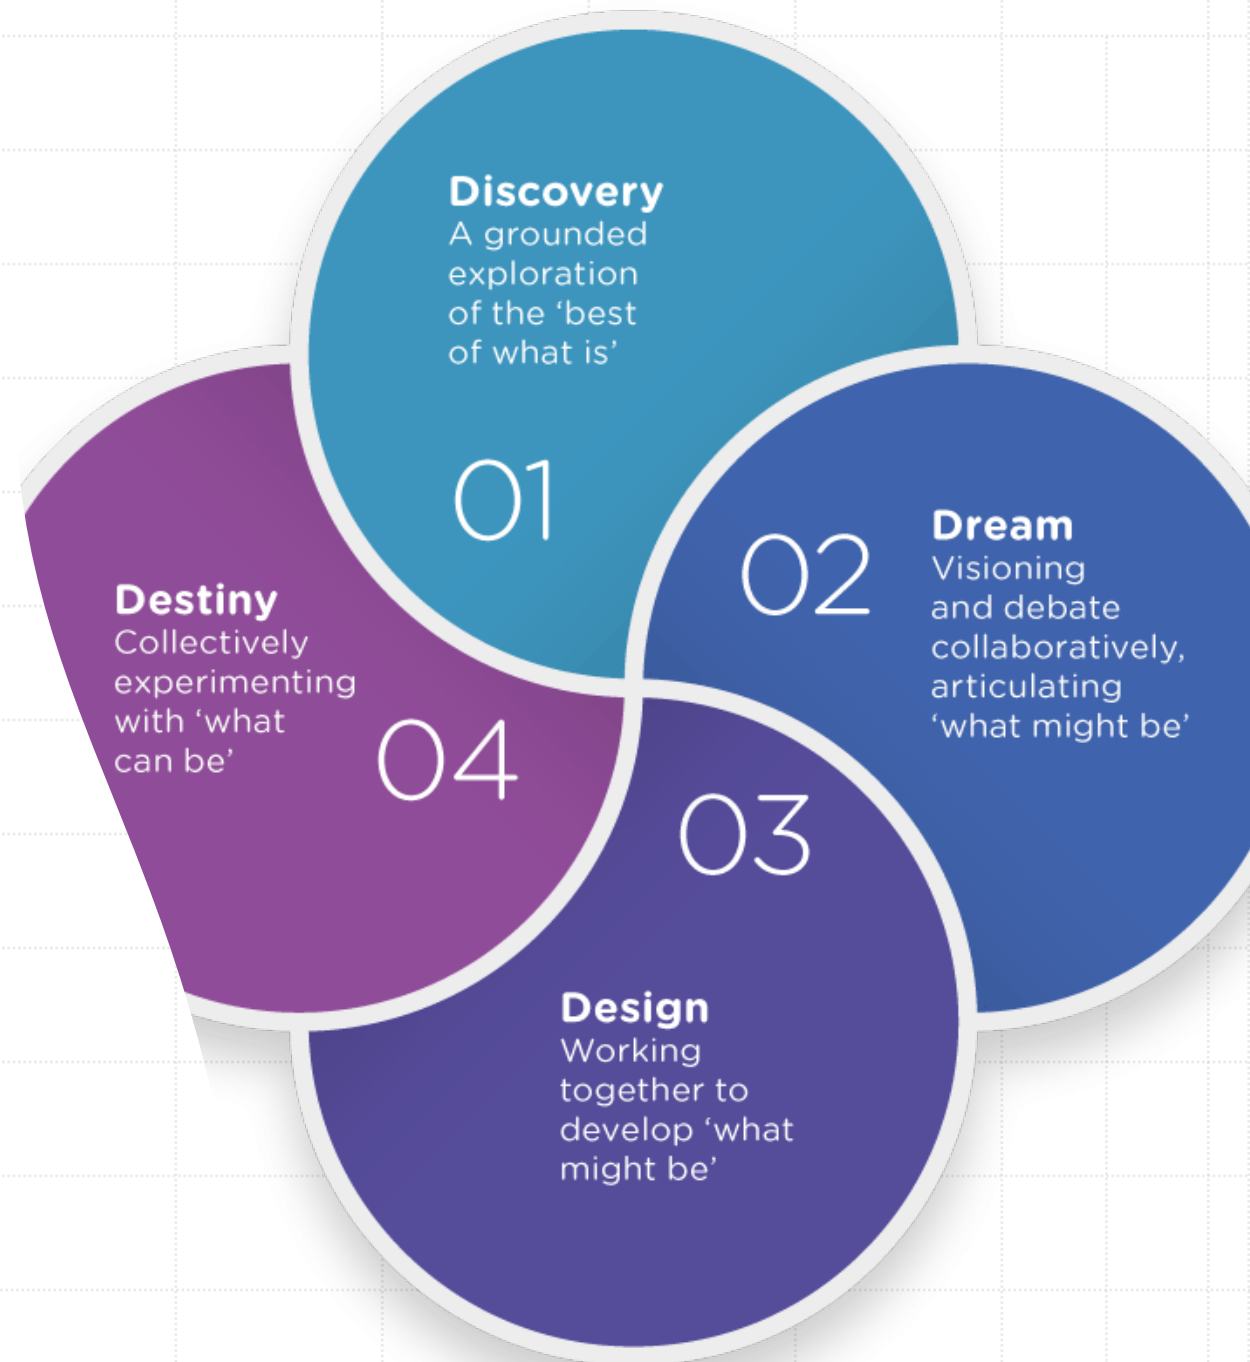 Discovery
A grounded
exploration
of the ‘best
of what is’
01
02
Dream
Visioning
and debate
collaboratively,
articulating
‘what might be’
03
Design
Working
together to
develop ‘what
might be’
Destiny
Collectively
experimenting
with ‘what
can be’
04